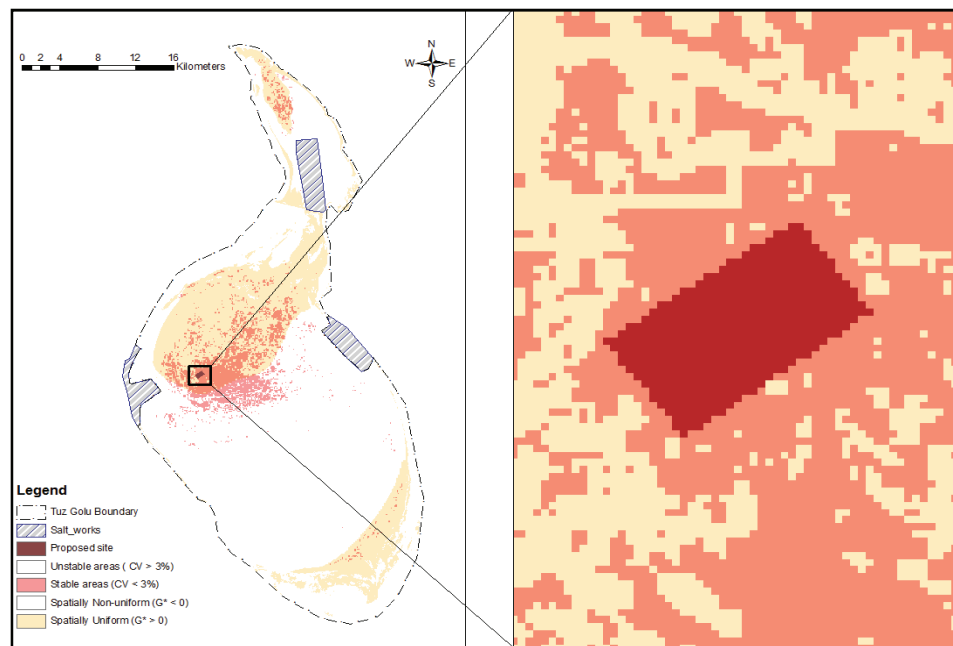 0 2 4 8 12 16
Kilometers
N
W E
S
Legend
Tuz Golu Boundary
Salt_works
Proposed site
Unstable areas ( CV > 3%)
Stable areas (CV < 3%)
Spatially Non-uniform (G* < 0)
Spatially Uniform (G* > 0)